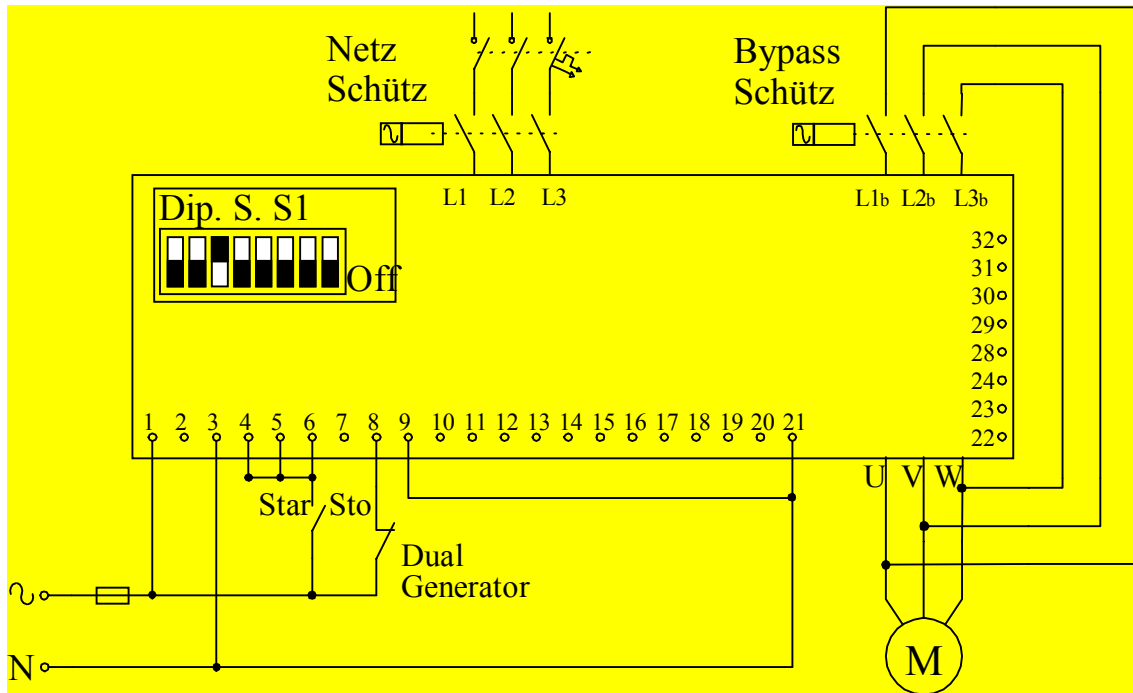 Netz
Schütz
Bypass
Schütz
L1 L2 L3
L1b L2b L3b
Dip. S. S1
Off
32
31
30
29
28
24
23
22
1 2 3 4 5 6 7 8 9 10 11 12 13 14 15 16 17 18 19 20 21
U V W
Star Sto
Dual
Generator
N
M